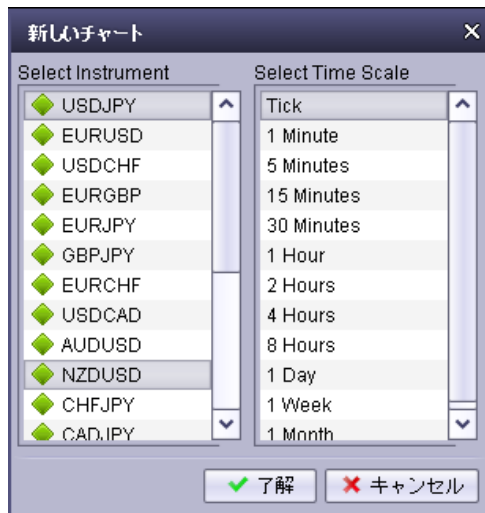 新しいチャート
Select Instrument
USDJPY
EURUSD
USDCHF
EURGBP
EURJPY
GBPJPY
EURCHF
USDCAD
AUDUSD
NZDUSD
CHFJPY
CADJPY
Select Time Scale
Tick
1 Minute
5 Minutes
15 Minutes
30 Minutes
1 Hour
2 Hours
4 Hours
8 Hours
1 Day
1 Week
1 Month
了解
キャンセル